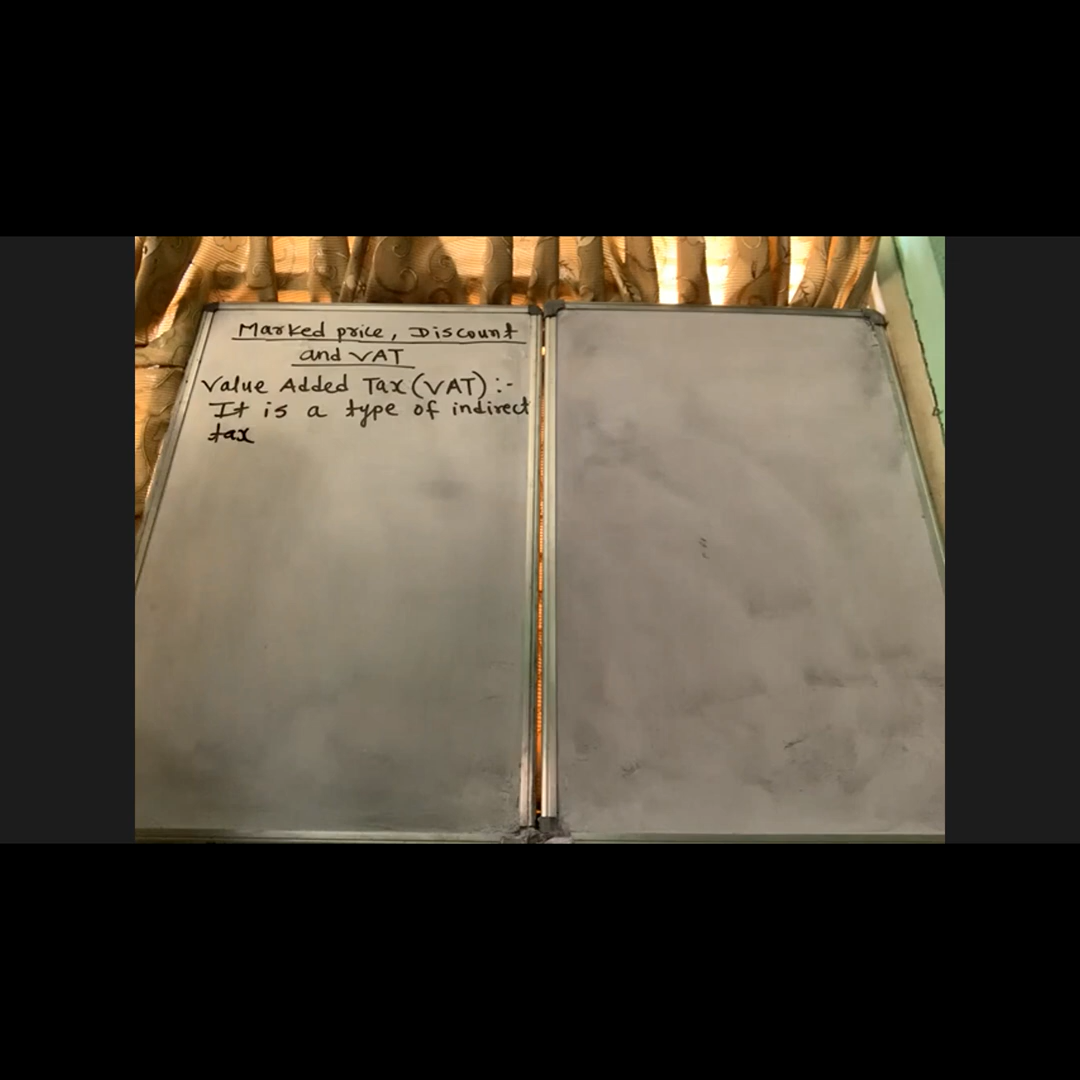 Marked price, Discount
and VAT
Value Added Tax (VAT) :-
It is a type of indirect
tax